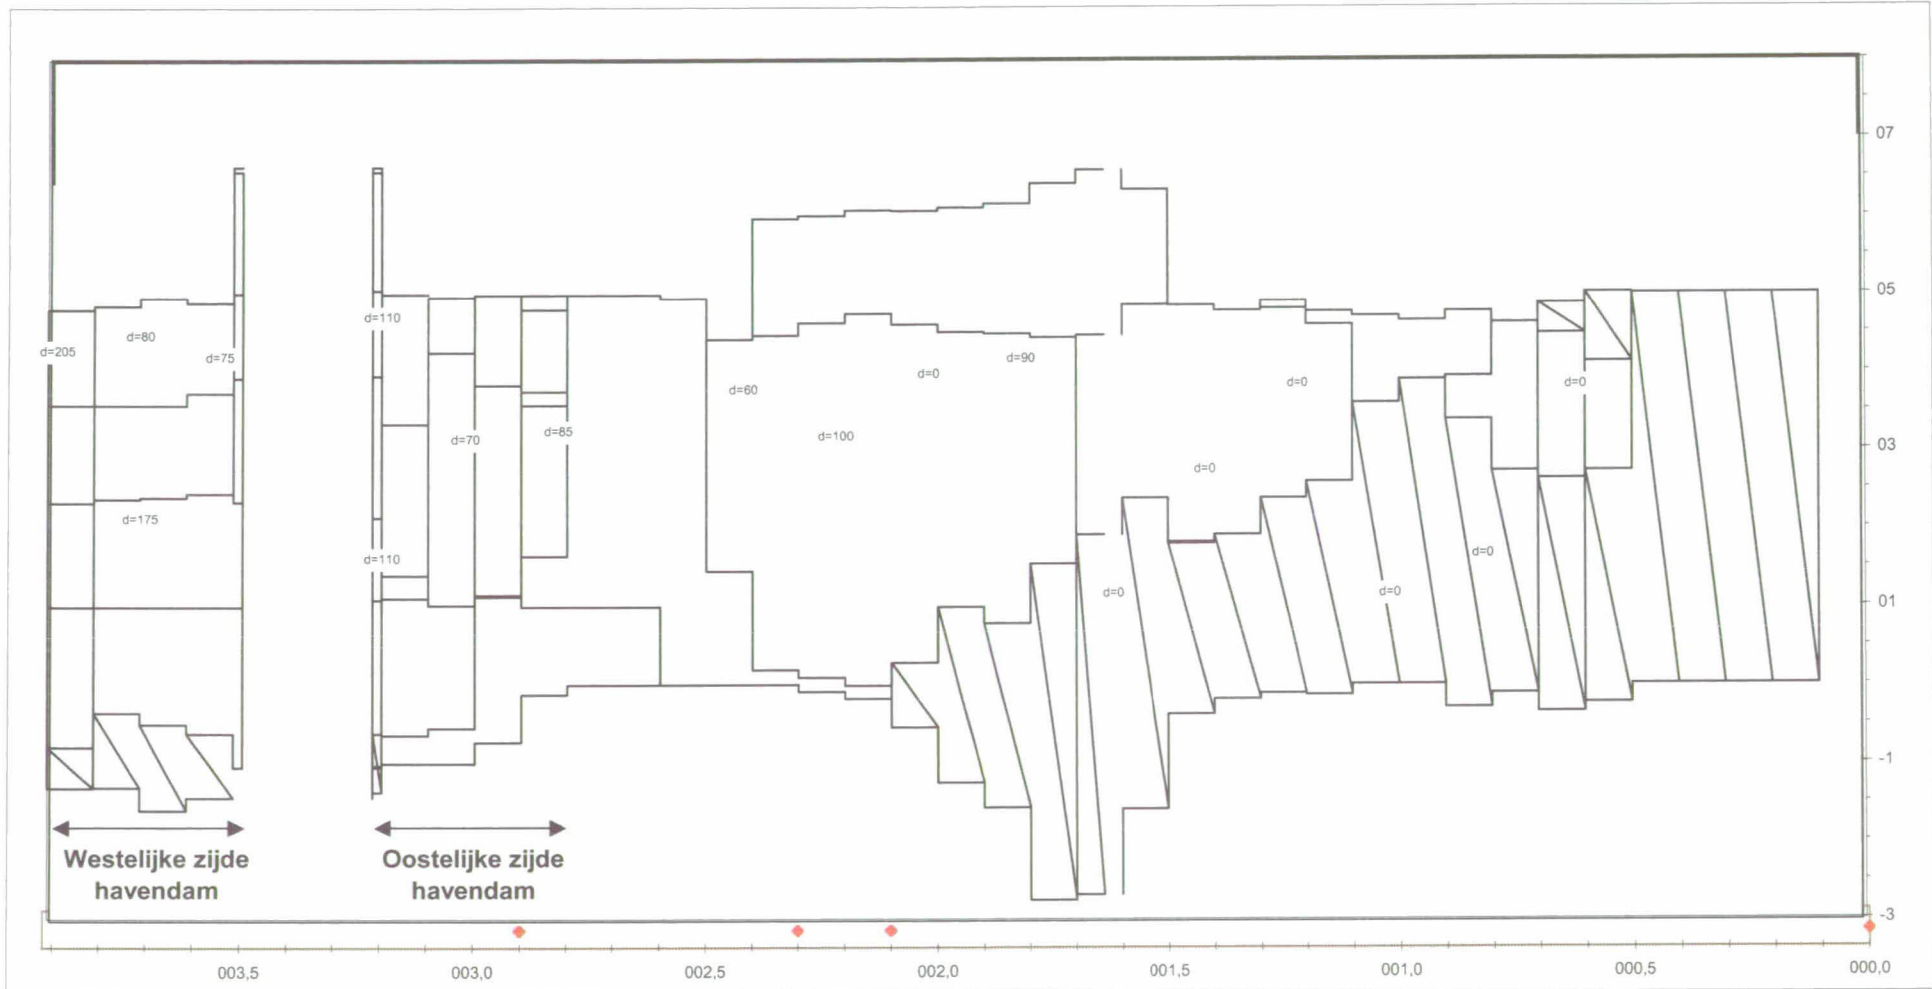 07
05
d=110
d=80
d=205
d=75
d=90
d=0
d=0
d=0
d=60
d=100
d=85
d=70
03
d=0
d=175
d=0
d=110
d=0
d=0
01
-1
Westelijke zijde
havendam
Oostelijke zijde
havendam
-3
003,5
003,0
002,5
002,0
001,5
001,0
000,5
000,0